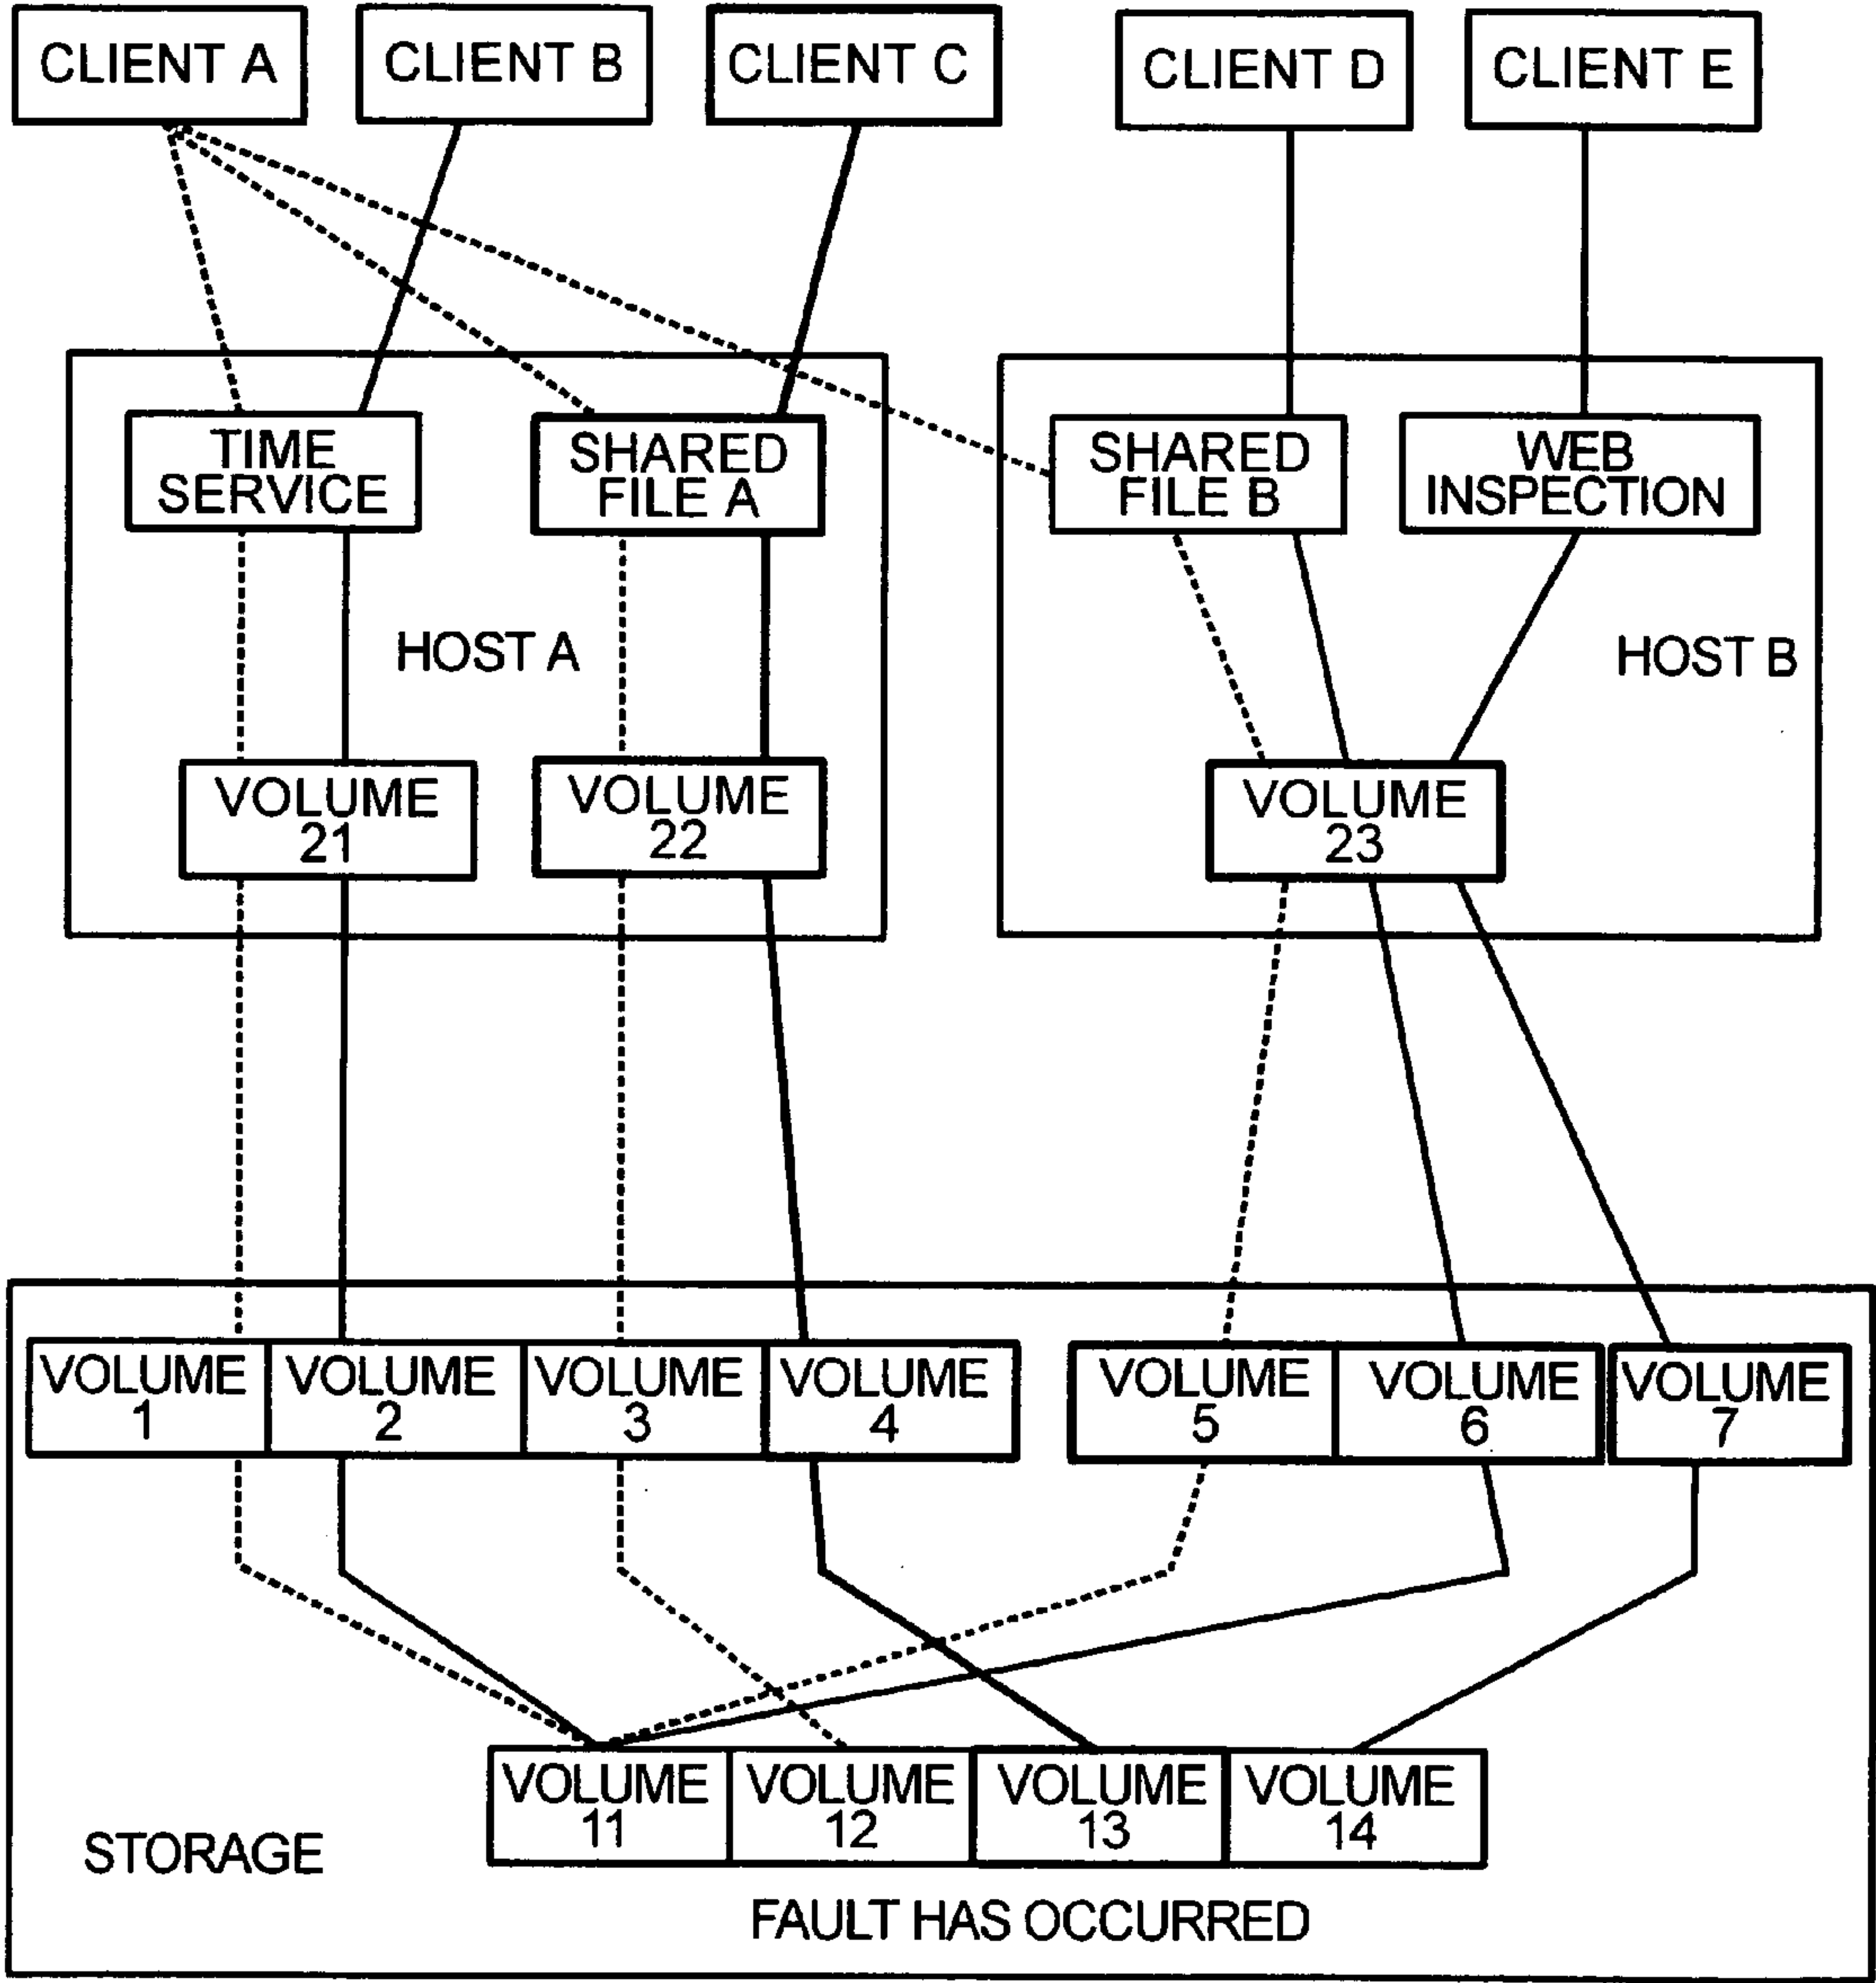 CLIENT A
CLIENT B
CLIENT C
CLIENT D
CLIENT E
TIME
SERVICE
SHARED
FILE A
SHARED
FILE B
WEB
INSPECTION
HOST A
HOST B
VOLUME
21
VOLUME
22
VOLUME
23
VOLUME
1
VOLUME
2
VOLUME
3
VOLUME
4
VOLUME
5
VOLUME
6
VOLUME
7
VOLUME
11
VOLUME
12
VOLUME
13
VOLUME
14
STORAGE
FAULT HAS OCCURRED